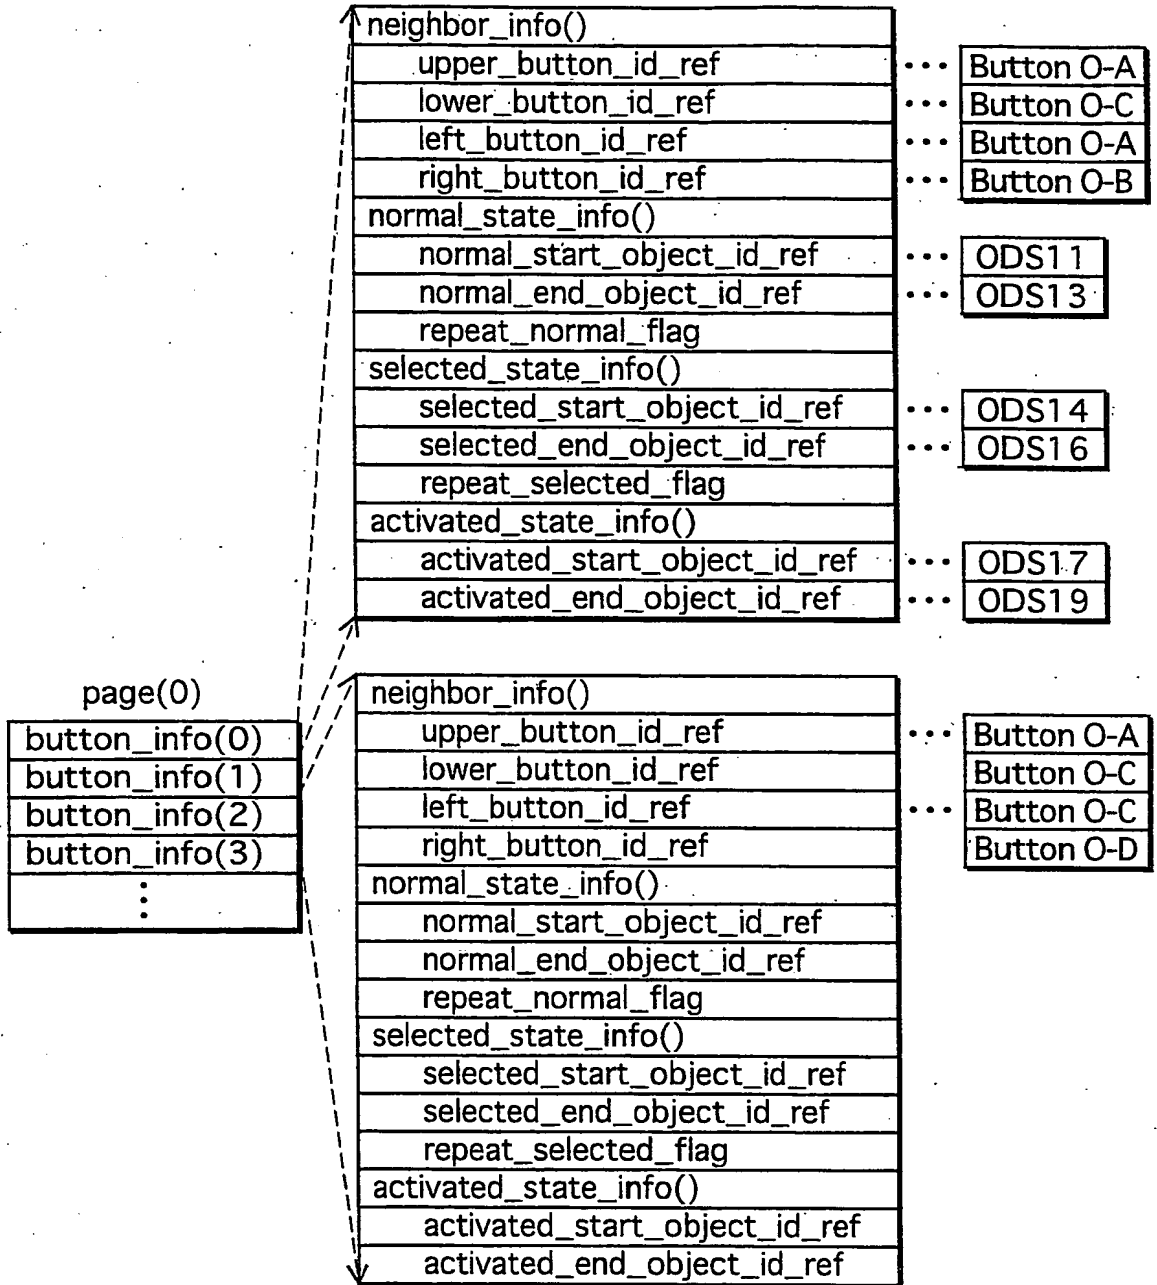 neighbor_info()
upper_button_id_ref ••• Button O-A
lower_button_id_ref ••• Button O-C
left_button_id_ref ••• Button O-A
right_button_id_ref ••• Button O-B
normal_state_info()
normal_start_object_id_ref ••• ODS11
normal_end_object_id_ref ••• ODS13
repeat_normal_flag
selected_state_info()
selected_start_object_id_ref ••• ODS14
selected_end_object_id_ref ••• ODS16
repeat_selected_flag
activated_state_info()
activated_start_object_id_ref ••• ODS17
activated_end_object_id_ref ••• ODS19
page(0)
button_info(0)
button_info(1)
button_info(2)
button_info(3)
⋮
neighbor_info()
upper_button_id_ref ••• Button O-A
lower_button_id_ref Button O-C
left_button_id_ref ••• Button O-C
right_button_id_ref Button O-D
normal_state_info()
normal_start_object_id_ref
normal_end_object_id_ref
repeat_normal_flag
selected_state_info()
selected_start_object_id_ref
selected_end_object_id_ref
repeat_selected_flag
activated_state_info()
activated_start_object_id_ref
activated_end_object_id_ref